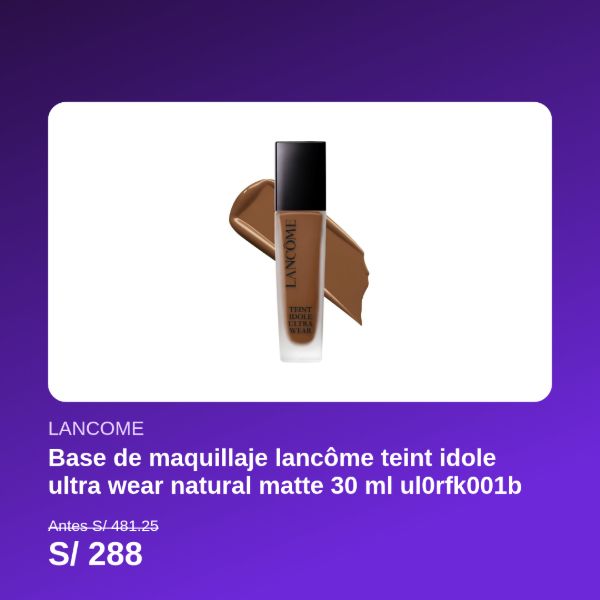 LANCÔME
TEINT
IDOLE
ULTRA
WEAR
LANCOME
Base de maquillaje lancôme teint idole
ultra wear natural matte 30 ml ul0rfk001b
Antes S/ 481.25
S/ 288